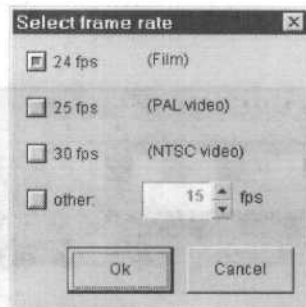 Select frame rate
24 fps (Film)
25 fps (PAL video)
30 fps (NTSC video)
other: 15 fps
Ok Cancel